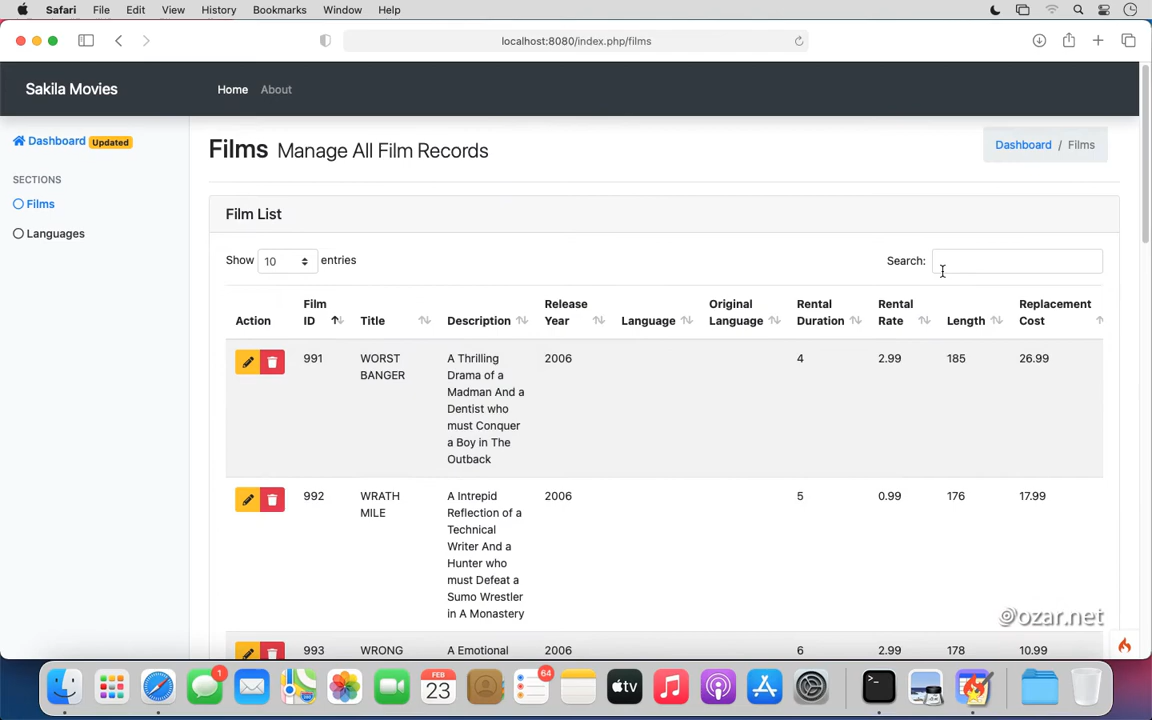 Safari File Edit View History Bookmarks Window Help
localhost:8080/index.php/films
Sakila Movies Home About
Dashboard Updated
SECTIONS
Films
Languages
Films Manage All Film Records
Dashboard / Films
Film List
Show 10 entries
Search:
Action Film ID Title Description Release Year Language Original Language Rental Duration Rental Rate Length Replacement Cost
991 WORST 
BANGER
A Thrilling
Drama of a
Madman And a
Dentist who
must Conquer
a Boy in The
Outback
2006 4 2.99 185 26.99
992 WRATH
MILE
A Intrepid
Reflection of a
Technical
Writer And a
Hunter who
must Defeat a
Sumo Wrestler
in A Monastery
2006 5 0.99 176 17.99
993 WRONG A Emotional 2006 6 2.99 178 10.99
@ozar.net
1
FEB
23
64
tv